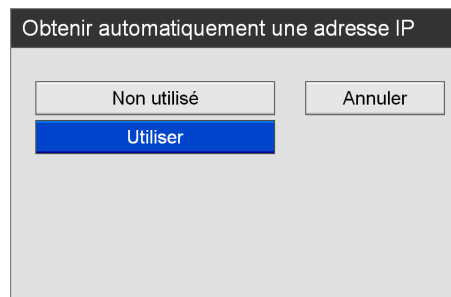 Obtenir automatiquement une adresse IP
Non utilisé
Annuler
Utiliser